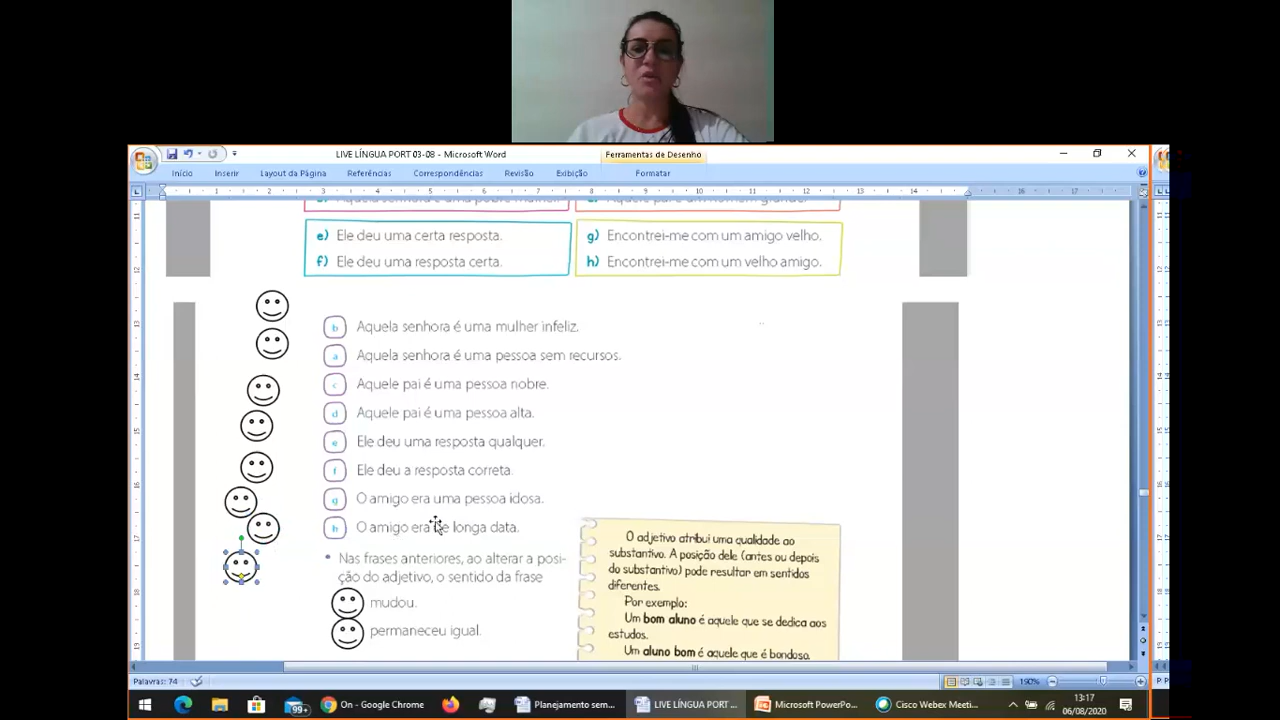 LIVE LÍNGUA PORT 03-08 - Microsoft Word
Ferramentas de Desenho
Início Inserir Layout da Página Referências Correspondências Revisão Exibição Formatar
e) Ele deu uma certa resposta.
f) Ele deu uma resposta certa.
g) Encontrei-me com um amigo velho.
h) Encontrei-me com um velho amigo.
b Aquela senhora é uma mulher infeliz.
a Aquela senhora é uma pessoa sem recursos.
c Aquele pai é uma pessoa nobre.
d Aquele pai é uma pessoa alta.
e Ele deu uma resposta qualquer.
f Ele deu a resposta correta.
g O amigo era uma pessoa idosa.
h O amigo era de longa data.
• Nas frases anteriores, ao alterar a posi-
ção do adjetivo, o sentido da frase
mudou.
permaneceu igual.
O adjetivo atribui uma qualidade ao
substantivo. A posição dele (antes ou depois
do substantivo) pode resultar em sentidos
diferentes.
Por exemplo:
Um bom aluno é aquele que se dedica aos
estudos.
Um aluno bom é aquele que é bondoso.
Palavras: 74
190%
99+
On - Google Chrome
Planejamento sem...
LIVE LÍNGUA PORT ...
Microsoft PowerPo...
Cisco Webex Meeti...
13:17
06/08/2020